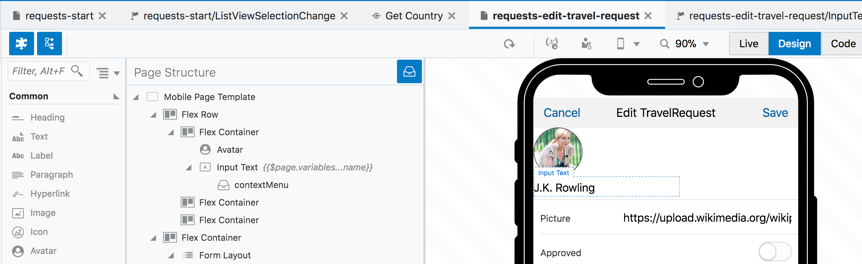 requests-start
requests-start/ListViewSelectionChange
Get Country
requests-edit-travel-request
requests-edit-travel-request/InputTe
90%
Live
Design
Code
Filter, Alt+F
Page Structure
Common
Heading
Abc Text
Abc Label
Paragraph
Hyperlink
Image
Icon
Avatar
Mobile Page Template
Flex Row
Flex Container
Avatar
A Input Text {{$page.variables...name}}
contextMenu
Flex Container
Flex Container
Flex Container
Form Layout
Cancel
Edit TravelRequest
Save
Input Text
J.K. Rowling
Picture
https://upload.wikimedia.org/wikip
Approved